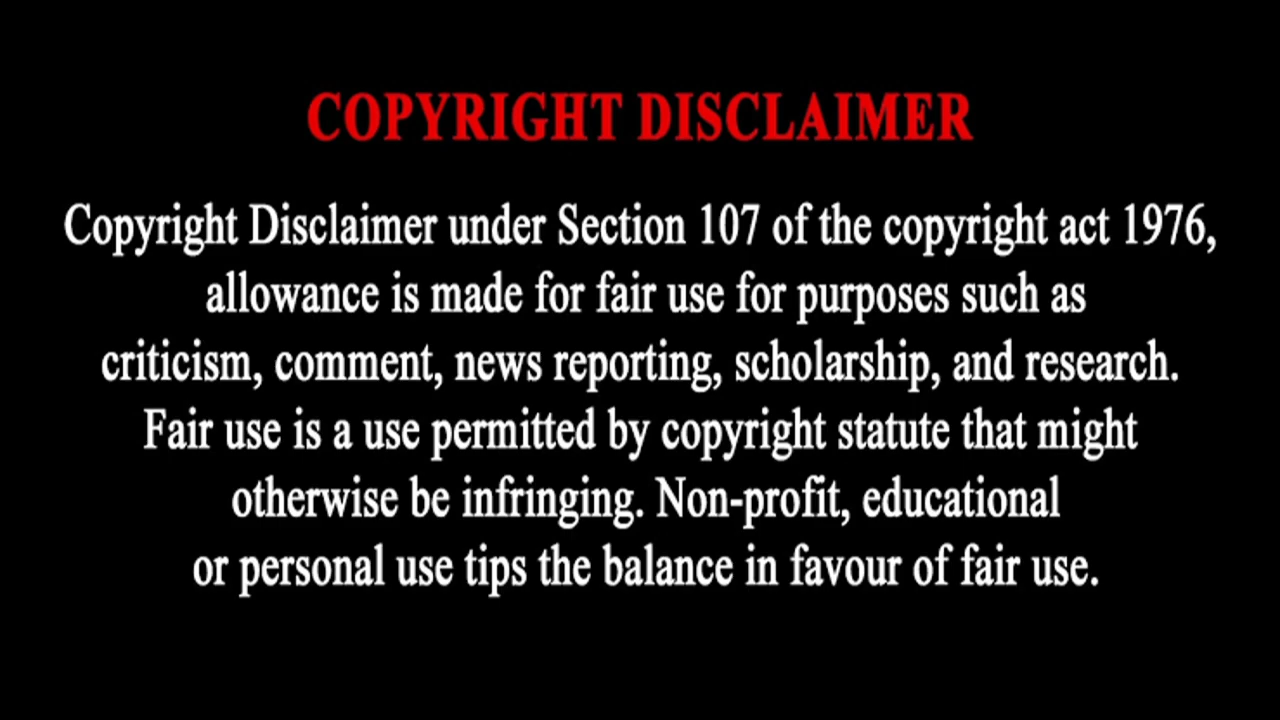 COPYRIGHT DISCLAIMER
Copyright Disclaimer under Section 107 of the copyright act 1976,
allowance is made for fair use for purposes such as
criticism, comment, news reporting, scholarship, and research.
Fair use is a use permitted by copyright statute that might
otherwise be infringing. Non-profit, educational
or personal use tips the balance in favour of fair use.